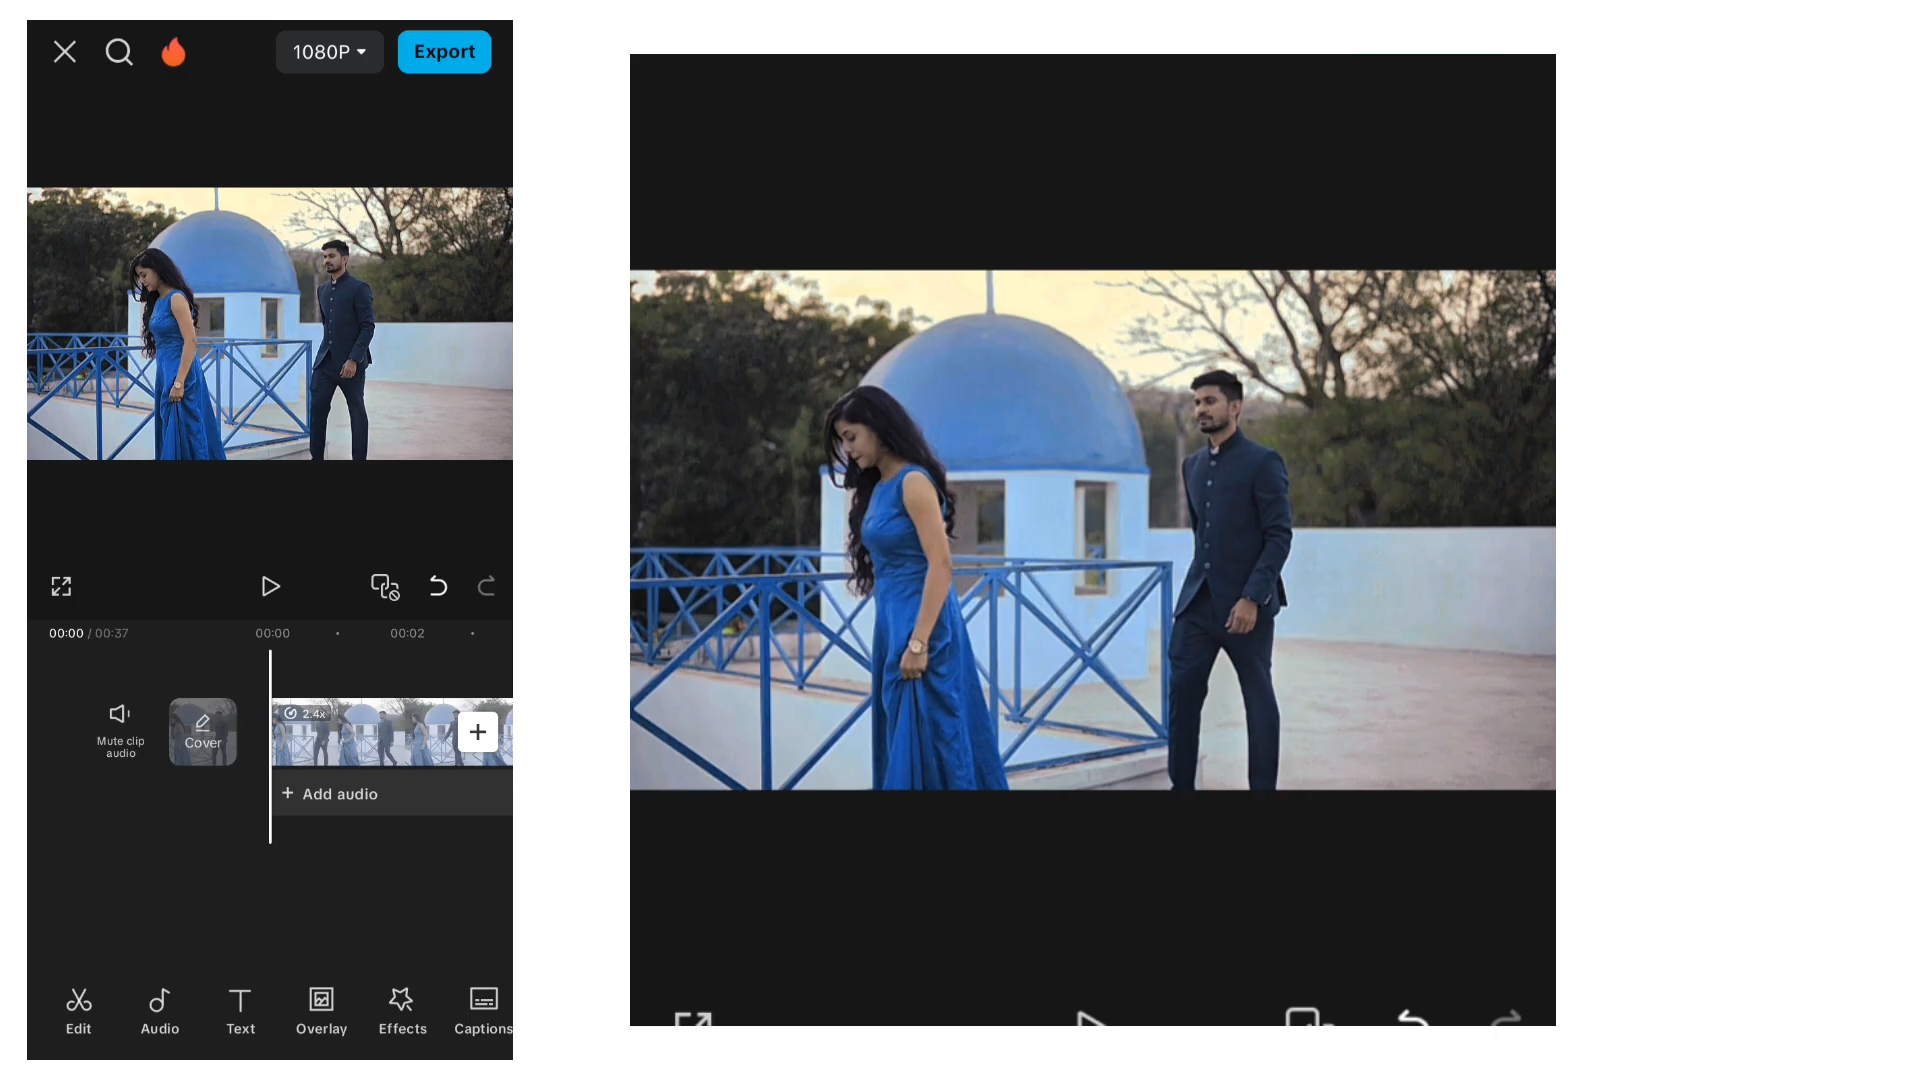 1080P
Export
00:00 / 00:37
00:00
00:02
2.4x
Mute clip
audio
Cover
+ Add audio
Edit
Audio
Text
Overlay
Effects
Captions